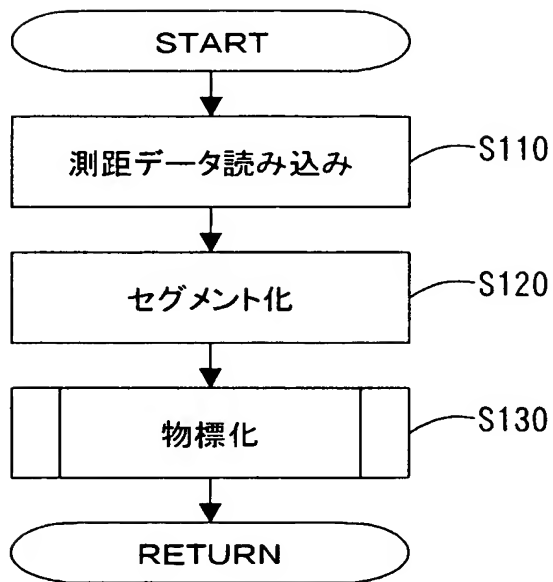 START
測距データ読み込み
S110
セグメント化
S120
物標化
S130
RETURN